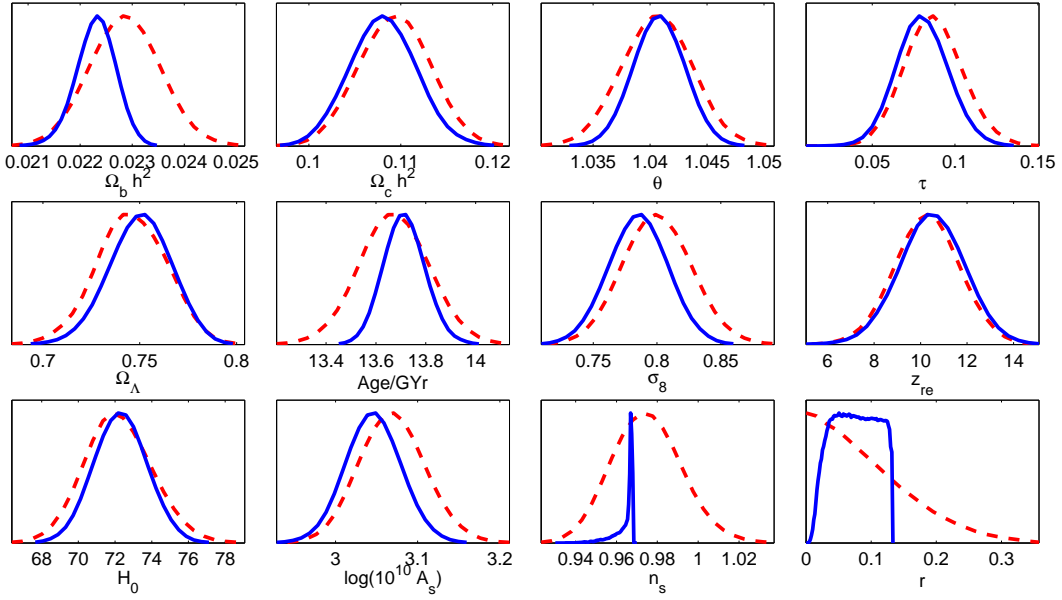 0.021 0.022 0.023 0.024 0.025
Ω_b h²
0.1 0.11 0.12
Ω_c h²
1.035 1.04 1.045 1.05
θ
0.05 0.1 0.15
τ
0.7 0.75 0.8
Ω_Λ
13.4 13.6 13.8 14
Age/GYr
0.75 0.8 0.85
σ_8
6 8 10 12 14
z_re
68 70 72 74 76 78
H_0
3 3.1 3.2
log(10^10 A_s)
0.94 0.96 0.98 1 1.02
n_s
0 0.1 0.2 0.3
r